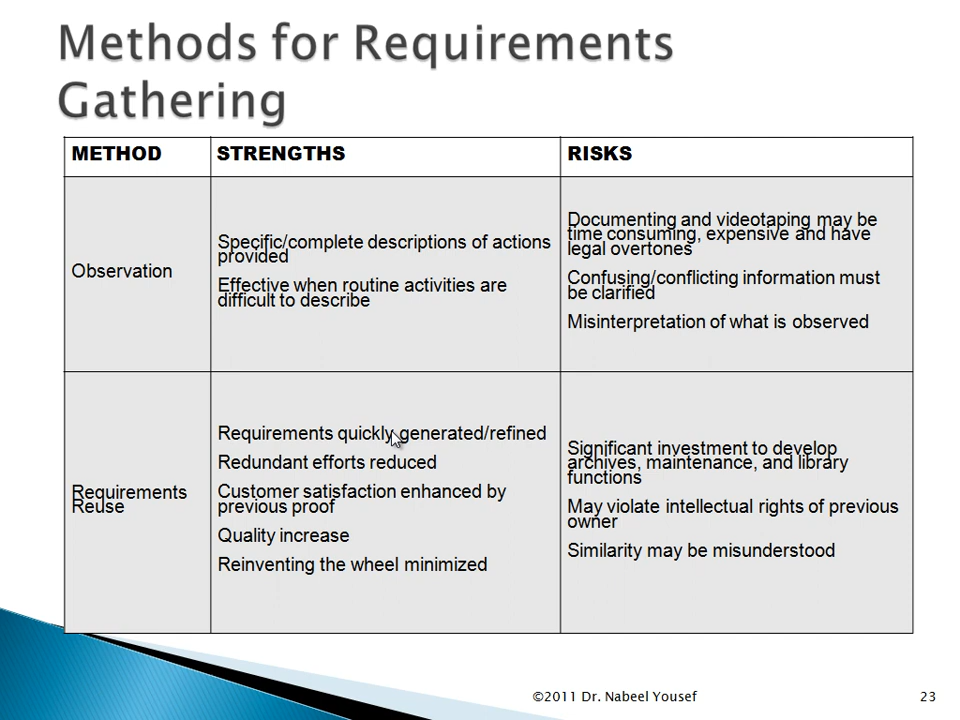 Methods for Requirements
Gathering
METHOD
STRENGTHS
RISKS
Observation
Specific/complete descriptions of actions
provided
Effective when routine activities are
difficult to describe
Documenting and videotaping may be
time consuming, expensive and have
legal overtones
Confusing/conflicting information must
be clarified
Misinterpretation of what is observed
Requirements
Reuse
Requirements quickly generated/refined
Redundant efforts reduced
Customer satisfaction enhanced by
previous proof
Quality increase
Reinventing the wheel minimized
Significant investment to develop
archives, maintenance, and library
functions
May violate intellectual rights of previous
owner
Similarity may be misunderstood
©2011 Dr. Nabeel Yousef
23